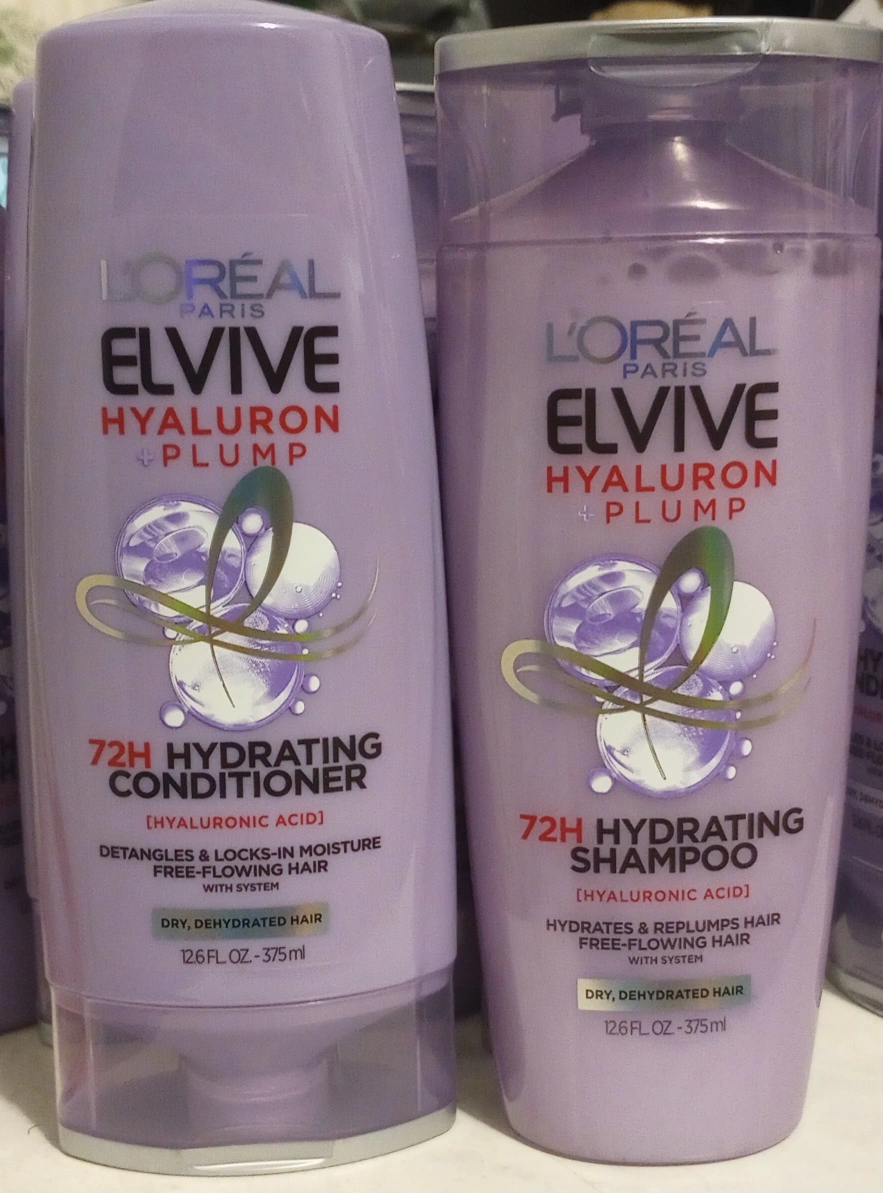 L'ORÉAL
PARIS
ELVIVE
HYALURON
+PLUMP
72H HYDRATING
CONDITIONER
[HYALURONIC ACID]
DETANGLES & LOCKS-IN MOISTURE
FREE-FLOWING HAIR
WITH SYSTEM
DRY, DEHYDRATED HAIR
12.6 FL. OZ. - 375 ml
L'ORÉAL
PARIS
ELVIVE
HYALURON
+PLUMP
72H HYDRATING
SHAMPOO
[HYALURONIC ACID]
HYDRATES & REPLUMPS HAIR
FREE-FLOWING HAIR
WITH SYSTEM
DRY, DEHYDRATED HAIR
12.6 FL. OZ. - 375 ml